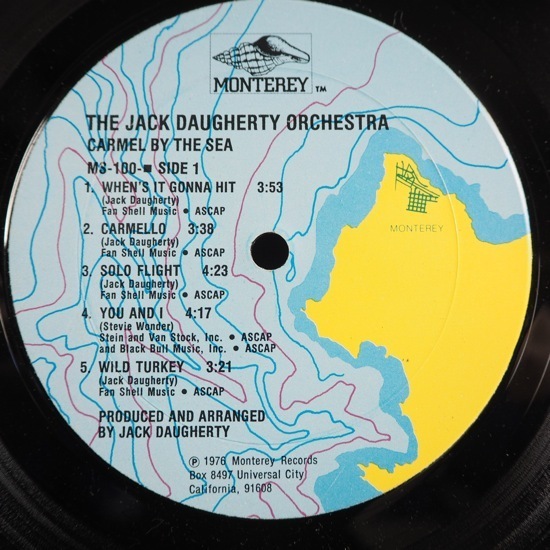 MONTEREY TM
THE JACK DAUGHERTY ORCHESTRA
CARMEL BY THE SEA
MS-100-■ SIDE 1
1. WHEN'S IT GONNA HIT 3:53
(Jack Daugherty)
Fan Shell Music • ASCAP
2. CARMELLO 3:38
(Jack Daugherty)
Fan Shell Music • ASCAP
3. SOLO FLIGHT 4:23
(Jack Daugherty)
Fan Shell Music • ASCAP
4. YOU AND I 4:17
(Stevie Wonder)
Stein and Van Stock, Inc. • ASCAP
and Black Bull Music, Inc. • ASCAP
5. WILD TURKEY 3:21
(Jack Daugherty)
Fan Shell Music • ASCAP
PRODUCED AND ARRANGED
BY JACK DAUGHERTY
℗ 1976 Monterey Records
Box 8497 Universal City
California, 91608
MONTEREY